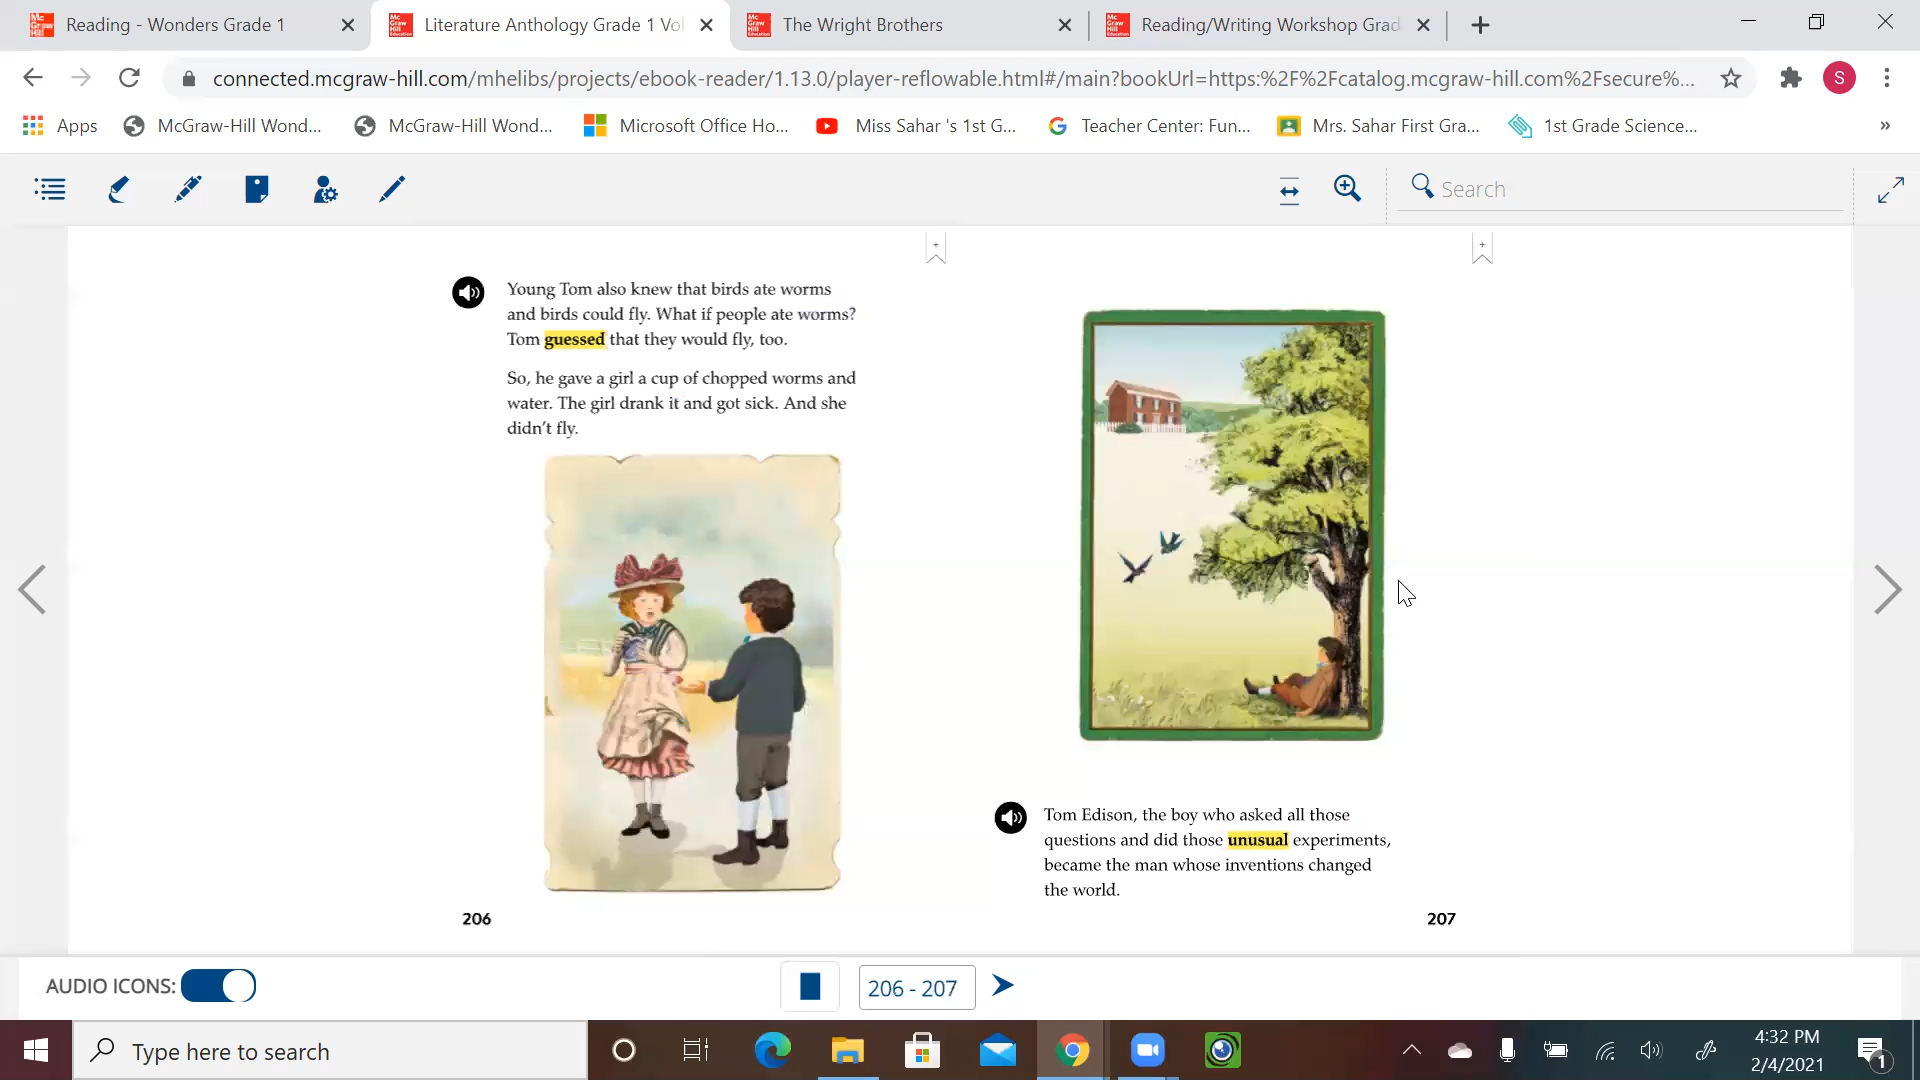 Reading - Wonders Grade 1
Literature Anthology Grade 1 Vol
The Wright Brothers
Reading/Writing Workshop Grad
connected.mcgraw-hill.com/mhelibs/projects/ebook-reader/1.13.0/player-reflowable.html#/main?bookUrl=https:%2F%2Fcatalog.mcgraw-hill.com%2Fsecure%...
S
Apps
McGraw-Hill Wond...
McGraw-Hill Wond...
Microsoft Office Ho...
Miss Sahar 's 1st G...
Teacher Center: Fun...
Mrs. Sahar First Gra...
1st Grade Science...
Search
Young Tom also knew that birds ate worms
and birds could fly. What if people ate worms?
Tom guessed that they would fly, too.
So, he gave a girl a cup of chopped worms and
water. The girl drank it and got sick. And she
didn't fly.
206
Tom Edison, the boy who asked all those
questions and did those unusual experiments,
became the man whose inventions changed
the world.
207
AUDIO ICONS:
206 - 207
Type here to search
4:32 PM
2/4/2021
1